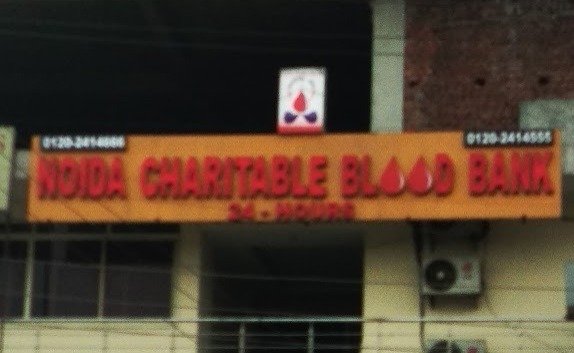 0120-2414666 0120-2414555
NOIDA CHARITABLE BLOOD BANK
24-HOURS